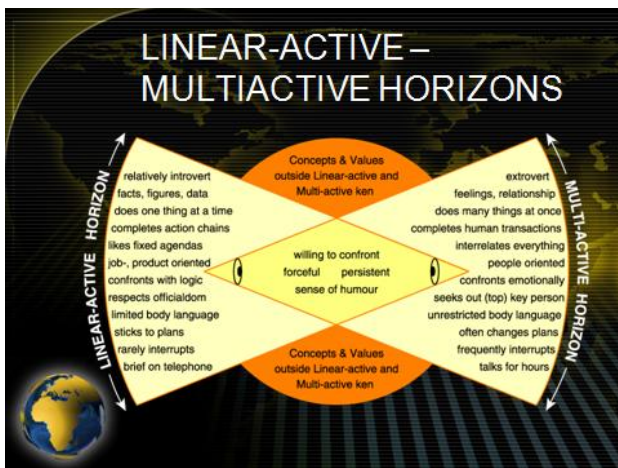 LINEAR-ACTIVE –
MULTIACTIVE HORIZONS
LINEAR-ACTIVE HORIZON
relatively introvert
facts, figures, data
does one thing at a time
completes action chains
likes fixed agendas
job-, product oriented
confronts with logic
respects officialdom
limited body language
sticks to plans
rarely interrupts
brief on telephone
Concepts & Values
outside Linear-active and
Multi-active ken
willing to confront
forceful persistent
sense of humour
Concepts & Values
outside Linear-active and
Multi-active ken
extrovert
feelings, relationship
does many things at once
completes human transactions
interrelates everything
people oriented
confronts emotionally
seeks out (top) key person
unrestricted body language
often changes plans
frequently interrupts
talks for hours
MULTI-ACTIVE HORIZON